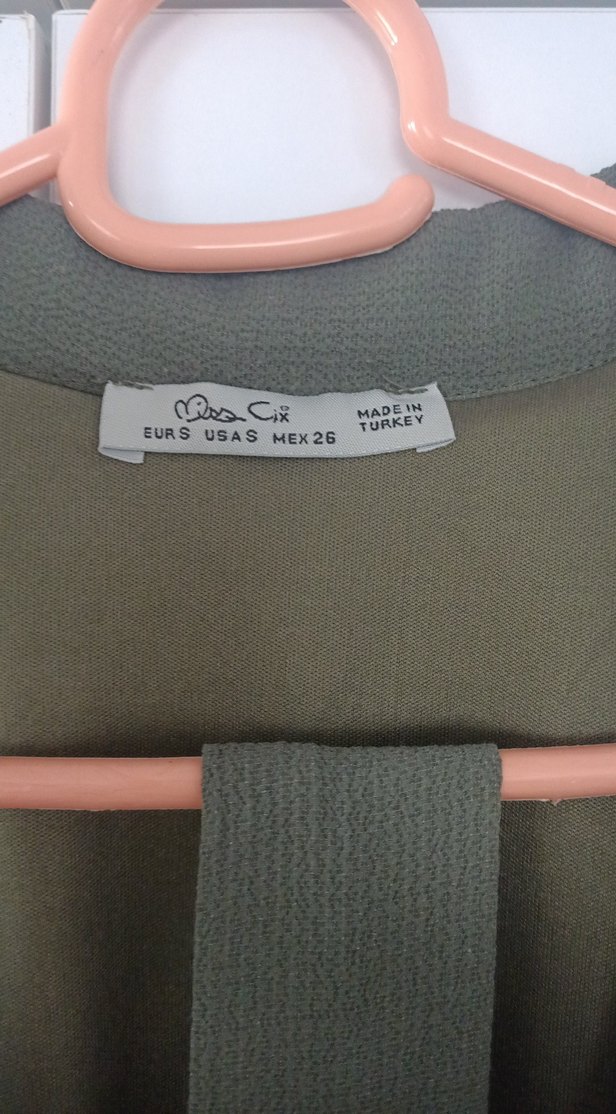 Miss Cix
EUR S USA S MEX 26
MADE IN
TURKEY